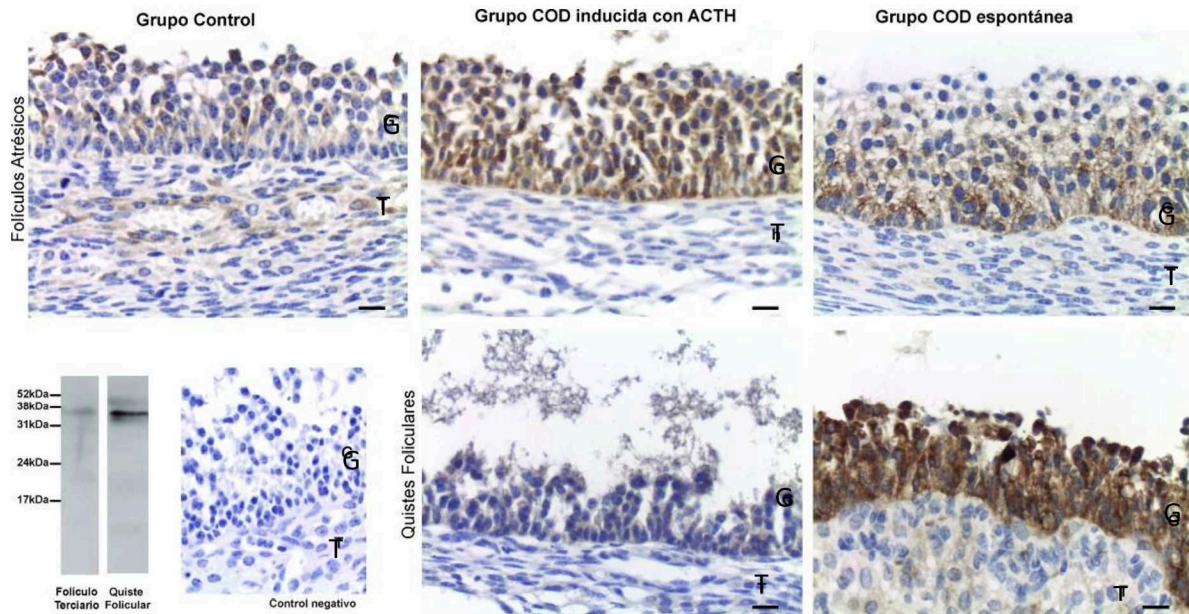 Grupo Control
Grupo COD inducida con ACTH
Grupo COD espontánea
Folículos Atrésicos
G
T
G
T
G
T
52kDa
38kDa
31kDa
24kDa
17kDa
Folículo Terciario
Quiste Folicular
G
T
Control negativo
Quistes Foliculares
G
T
G
T